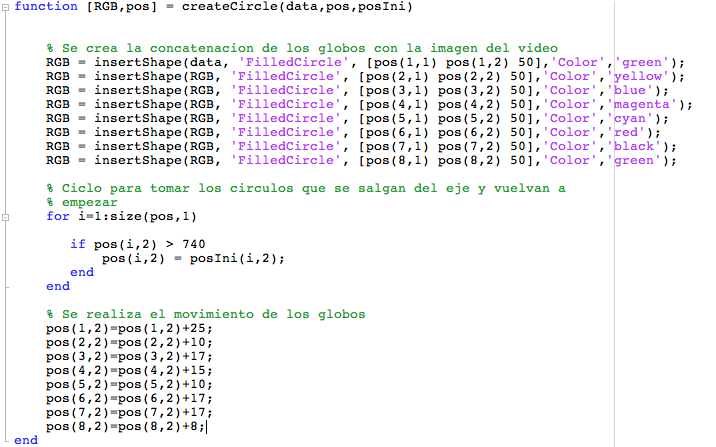 function [RGB,pos] = createCircle(data,pos,posIni)
% Se crea la concatenacion de los globos con la imagen del video
RGB = insertShape(data, 'FilledCircle', [pos(1,1) pos(1,2) 50],'Color','green');
RGB = insertShape(RGB, 'FilledCircle', [pos(2,1) pos(2,2) 50],'Color','yellow');
RGB = insertShape(RGB, 'FilledCircle', [pos(3,1) pos(3,2) 50],'Color','blue');
RGB = insertShape(RGB, 'FilledCircle', [pos(4,1) pos(4,2) 50],'Color','magenta');
RGB = insertShape(RGB, 'FilledCircle', [pos(5,1) pos(5,2) 50],'Color','cyan');
RGB = insertShape(RGB, 'FilledCircle', [pos(6,1) pos(6,2) 50],'Color','red');
RGB = insertShape(RGB, 'FilledCircle', [pos(7,1) pos(7,2) 50],'Color','black');
RGB = insertShape(RGB, 'FilledCircle', [pos(8,1) pos(8,2) 50],'Color','green');
% Ciclo para tomar los circulos que se salgan del eje y vuelvan a
% empezar
for i=1:size(pos,1)
if pos(i,2) > 740
pos(i,2) = posIni(i,2);
end
end
% Se realiza el movimiento de los globos
pos(1,2)=pos(1,2)+25;
pos(2,2)=pos(2,2)+10;
pos(3,2)=pos(3,2)+17;
pos(4,2)=pos(4,2)+15;
pos(5,2)=pos(5,2)+10;
pos(6,2)=pos(6,2)+17;
pos(7,2)=pos(7,2)+17;
pos(8,2)=pos(8,2)+8;
end